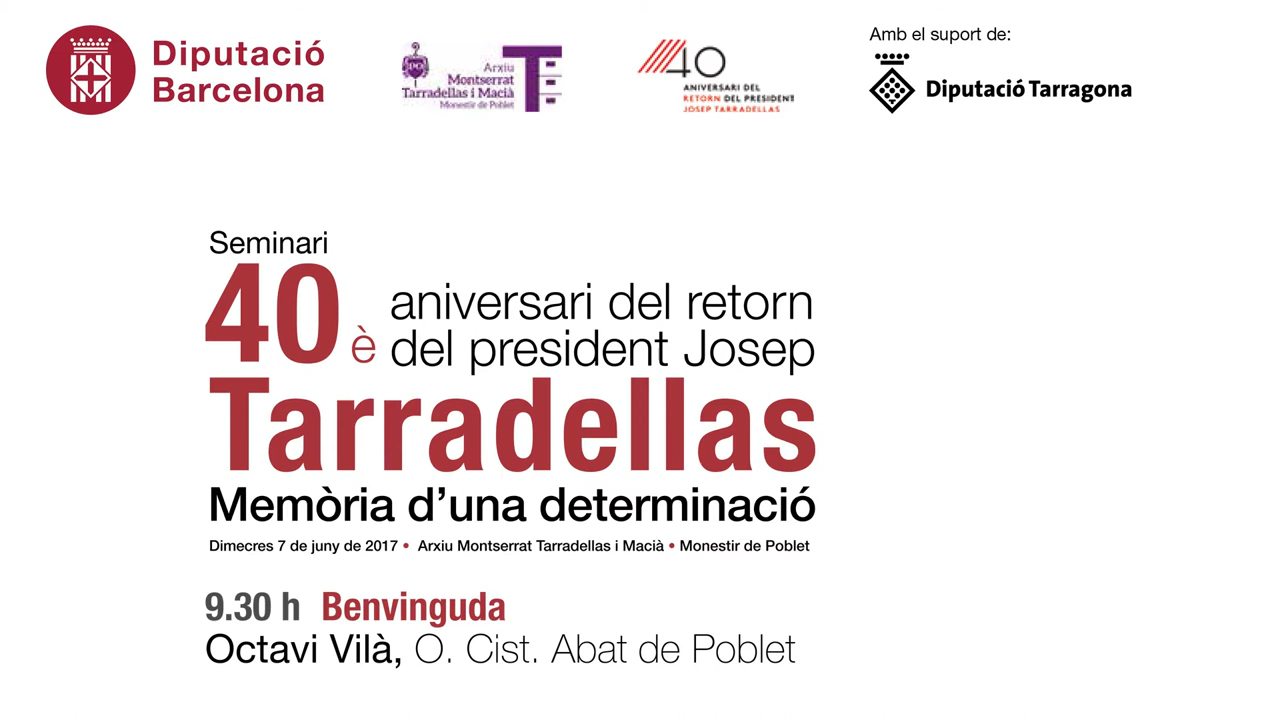 Diputació
Barcelona
Arxiu
Montserrat
Tarradellas i Macià
Monestir de Poblet
40
ANIVERSARI DEL
RETORN DEL PRESIDENT
JOSEP TARRADELLAS
Amb el suport de:
Diputació Tarragona
Seminari
40è aniversari del retorn
del president Josep
Tarradellas
Memòria d’una determinació
Dimecres 7 de juny de 2017 • Arxiu Montserrat Tarradellas i Macià • Monestir de Poblet
9.30 h Benvinguda
Octavi Vilà, O. Cist. Abat de Poblet